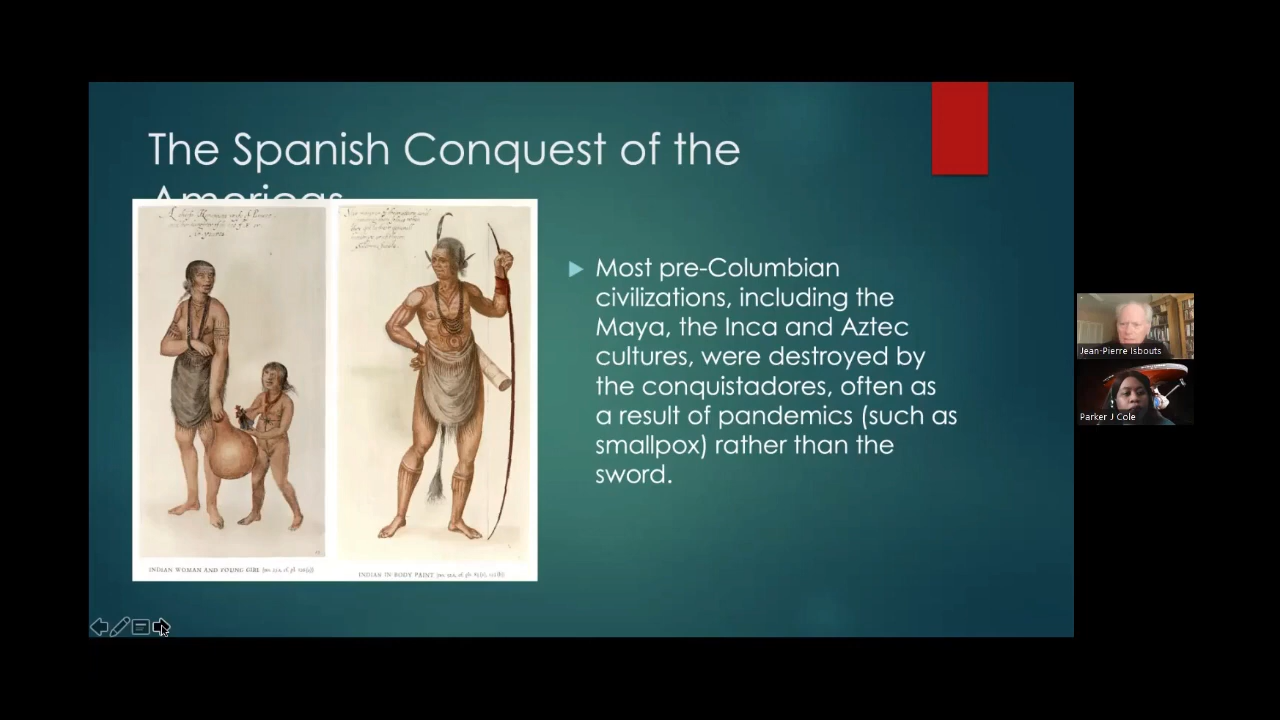 The Spanish Conquest of the
Americas
Most pre-Columbian
civilizations, including the
Maya, the Inca and Aztec
cultures, were destroyed by
the conquistadores, often as
a result of pandemics (such as
smallpox) rather than the
sword.
INDIAN WOMAN AND YOUNG GIRL
INDIAN IN BODY PAINT
Jean-Pierre Isbouts
Parker J Cole